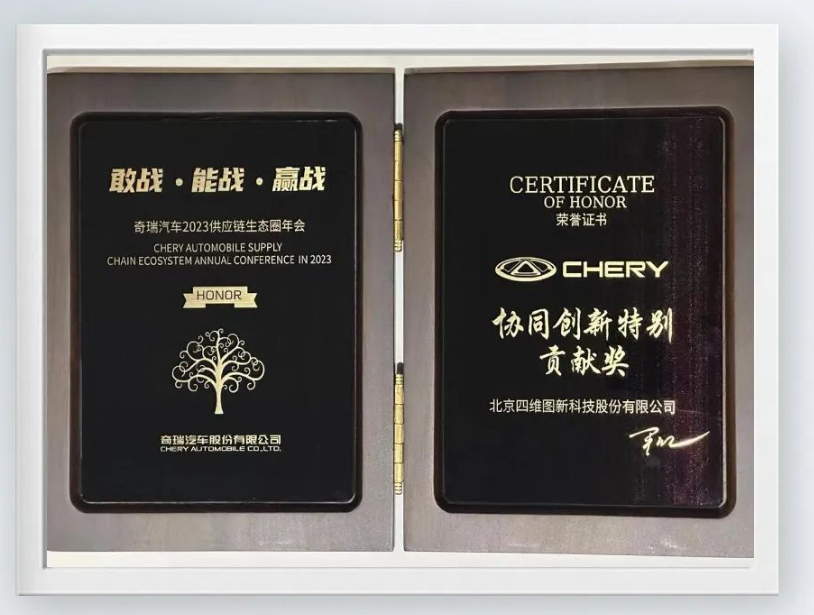 敢战·能战·赢战
奇瑞汽车2023供应链生态圈年会
CHERY AUTOMOBILE SUPPLY
CHAIN ECOSYSTEM ANNUAL CONFERENCE IN 2023
HONOR
奇瑞汽车股份有限公司
CHERY AUTOMOBILE CO.,LTD.
CERTIFICATE
OF HONOR
荣誉证书
CHERY
协同创新特别
贡献奖
北京四维图新科技股份有限公司